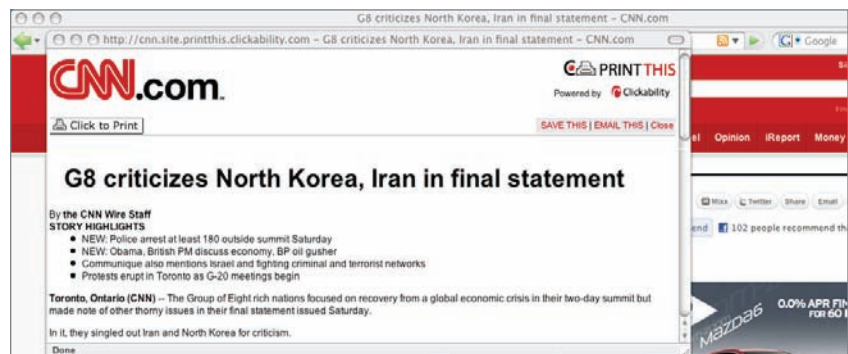 G8 criticizes North Korea, Iran in final statement – CNN.com
http://cnn.site.printthis.clickability.com – G8 criticizes North Korea, Iran in final statement – CNN.com
Google
CNN.com
PRINTTHIS
Powered by Clickability
Click to Print
SAVE THIS | EMAIL THIS | Close
Opinion iReport Money
G8 criticizes North Korea, Iran in final statement
Mixx Twitter Share Email
By the CNN Wire Staff
STORY HIGHLIGHTS
102 people recommend
• NEW: Police arrest at least 180 outside summit Saturday
• NEW: Obama, British PM discuss economy, BP oil gusher
• Communique also mentions Israel and fighting criminal and terrorist networks
• Protests erupt in Toronto as G-20 meetings begin
Toronto, Ontario (CNN) -- The Group of Eight rich nations focused on recovery from a global economic crisis in their two-day summit but
made note of other thorny issues in their final statement issued Saturday.
In it, they singled out Iran and North Korea for criticism.
0.0% APR
FOR 60
MAZDA6
Done